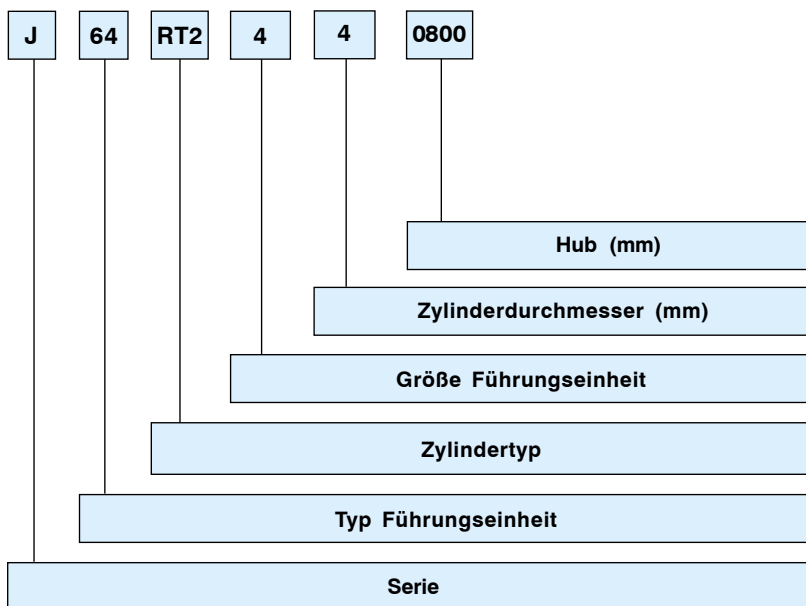 J 64 RT2 4 4 0800
Hub (mm)
Zylinderdurchmesser (mm)
Größe Führungseinheit
Zylindertyp
Typ Führungseinheit
Serie